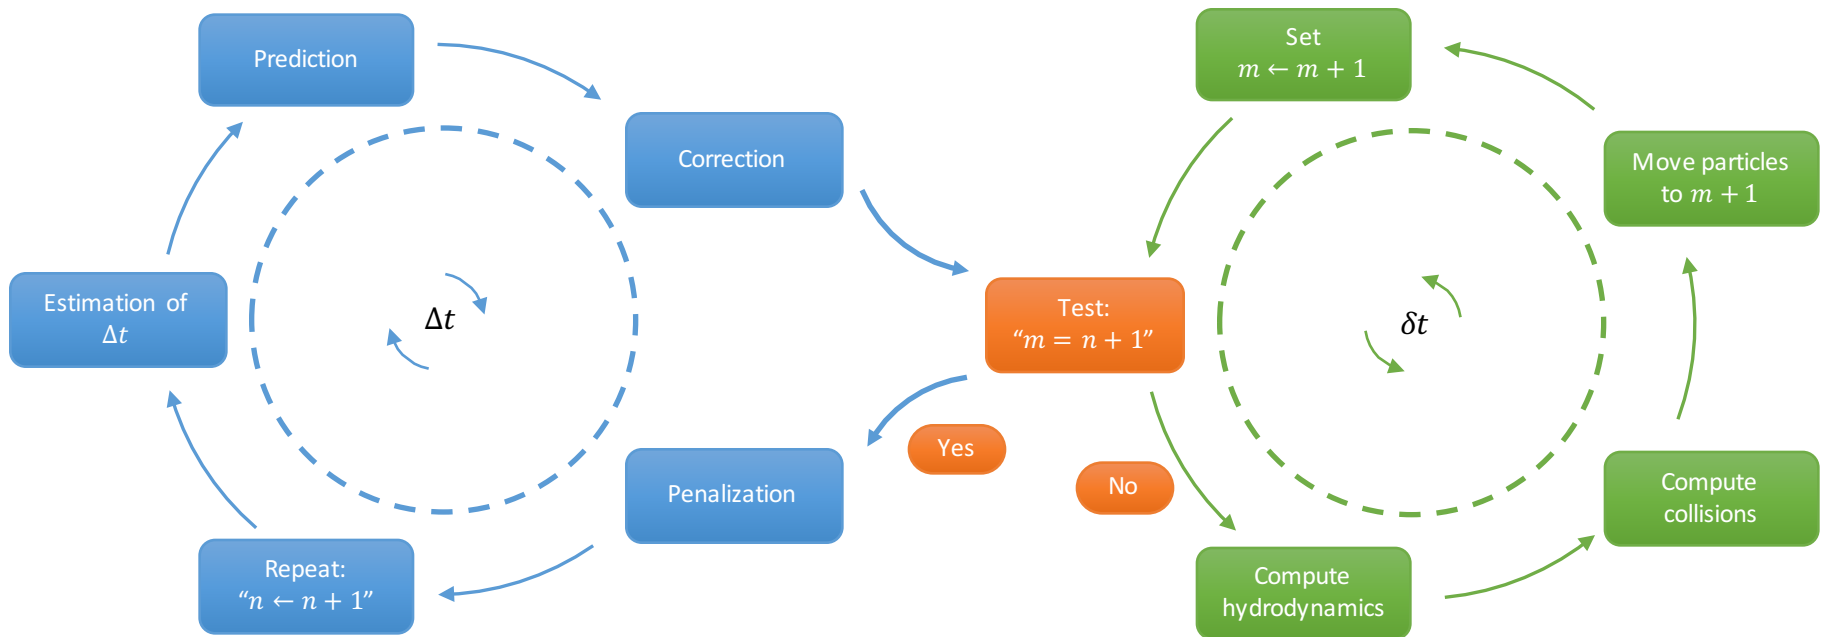 Prediction
Correction
Estimation of
Δt
Δt
Penalization
Repeat:
“n ← n + 1”
Test:
“m = n + 1”
Yes
No
Set
m ← m + 1
Move particles
to m + 1
δt
Compute
collisions
Compute
hydrodynamics